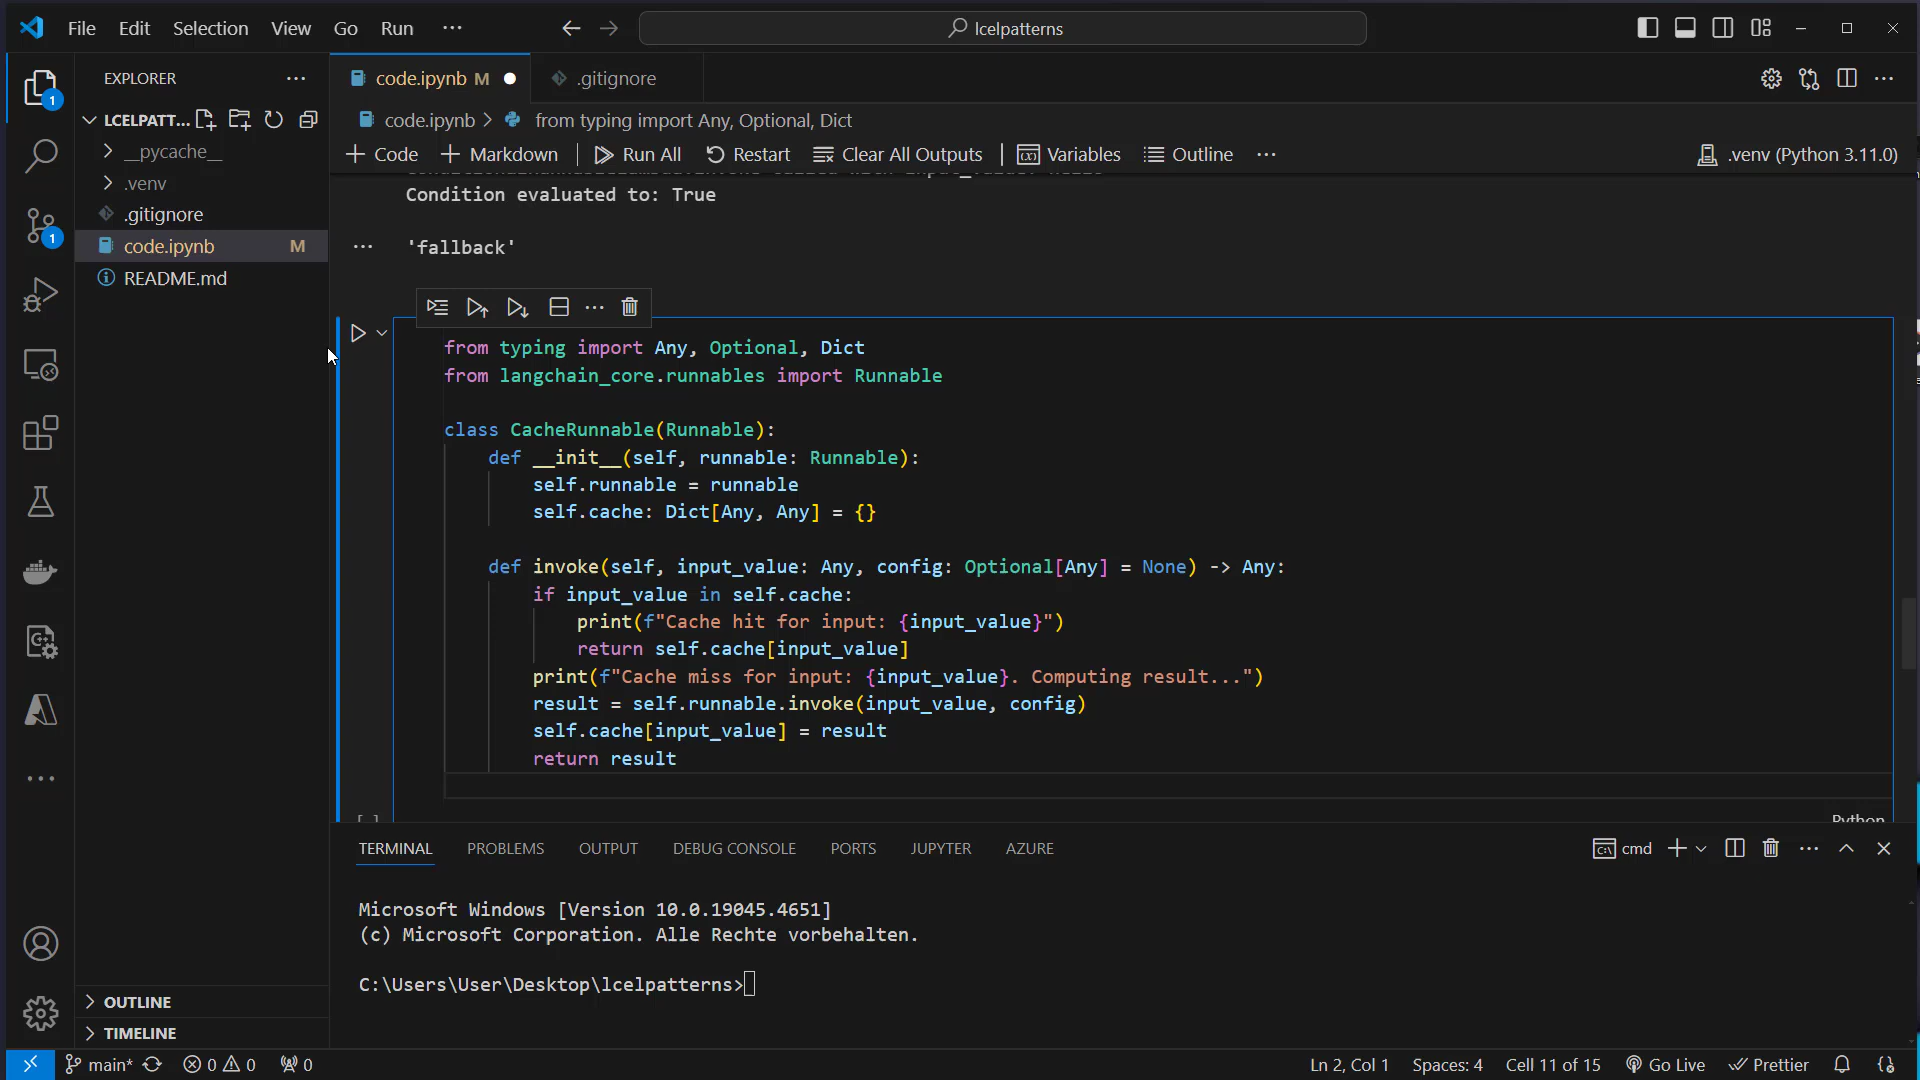 File Edit Selection View Go Run ···
lcelpatterns
EXPLORER
LCELPATT...
__pycache__
.venv
.gitignore
code.ipynb M
README.md
OUTLINE
TIMELINE
1
1
code.ipynb M
.gitignore
code.ipynb > from typing import Any, Optional, Dict
+ Code + Markdown Run All Restart Clear All Outputs Variables Outline ···
.venv (Python 3.11.0)
Condition evaluated to: True
'fallback'
from typing import Any, Optional, Dict
from langchain_core.runnables import Runnable
class CacheRunnable(Runnable):
def __init__(self, runnable: Runnable):
self.runnable = runnable
self.cache: Dict[Any, Any] = {}
def invoke(self, input_value: Any, config: Optional[Any] = None) -> Any:
if input_value in self.cache:
print(f"Cache hit for input: {input_value}")
return self.cache[input_value]
print(f"Cache miss for input: {input_value}. Computing result...")
result = self.runnable.invoke(input_value, config)
self.cache[input_value] = result
return result
[ ]
Python
TERMINAL PROBLEMS OUTPUT DEBUG CONSOLE PORTS JUPYTER AZURE
cmd
Microsoft Windows [Version 10.0.19045.4651]
(c) Microsoft Corporation. Alle Rechte vorbehalten.
C:\Users\User\Desktop\lcelpatterns>
main* 0 0 0
Ln 2, Col 1 Spaces: 4 Cell 11 of 15 Go Live Prettier